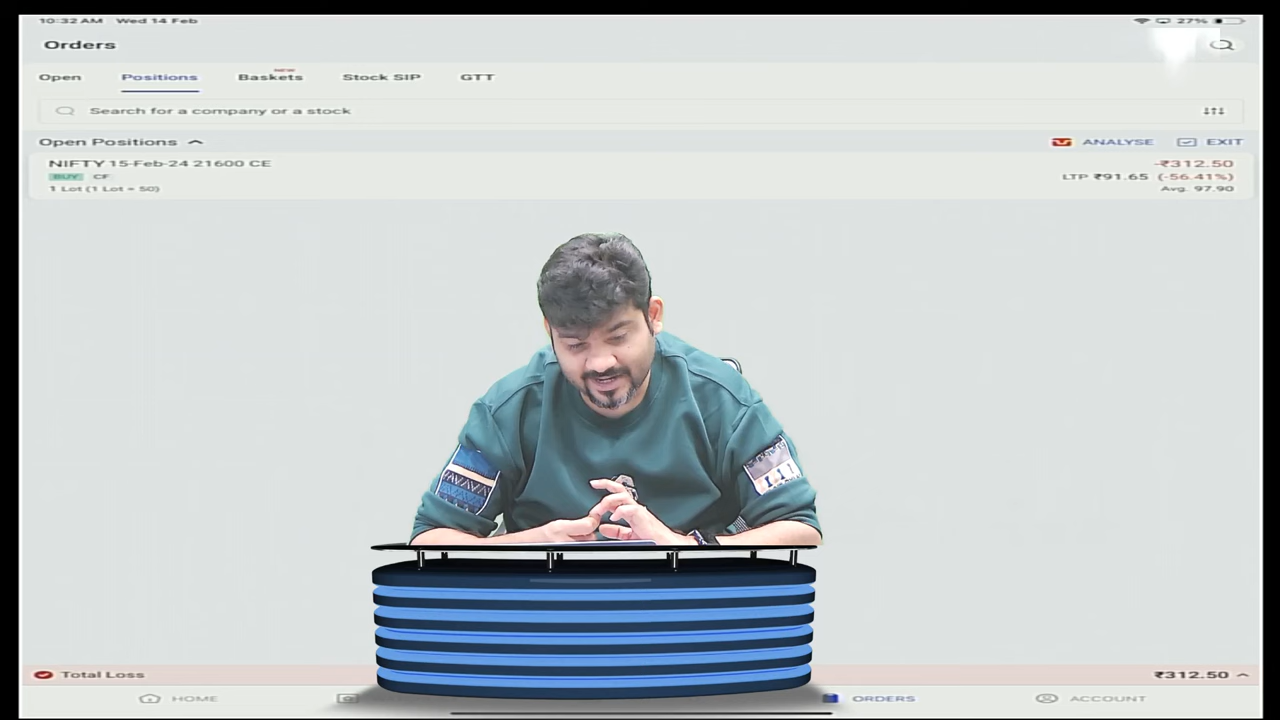 10:32 AM Wed 14 Feb 27%
Orders
Open Positions Baskets NEW Stock SIP GTT
Search for a company or a stock
Open Positions ANALYSE EXIT
NIFTY 15-Feb-24 21600 CE -₹312.50
BUY CF LTP ₹91.65 (-56.41%)
1 Lot (1 Lot = 50) Avg. 97.90
Total Loss ₹312.50
HOME ORDERS ACCOUNT